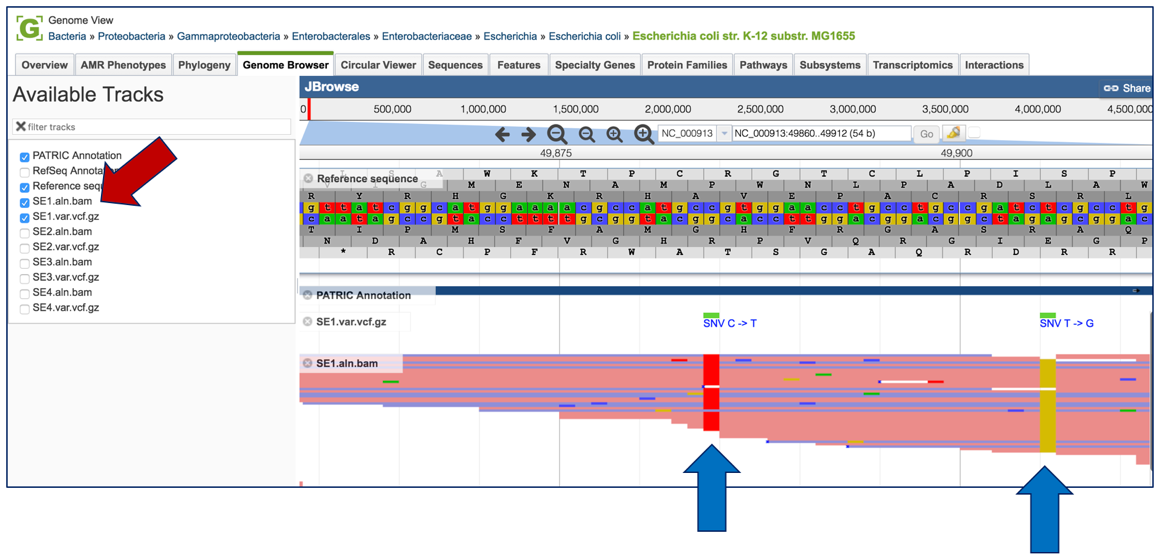 Genome View
Bacteria » Proteobacteria » Gammaproteobacteria » Enterobacterales » Enterobacteriaceae » Escherichia » Escherichia coli » Escherichia coli str. K-12 substr. MG1655
Overview AMR Phenotypes Phylogeny Genome Browser Circular Viewer Sequences Features Specialty Genes Protein Families Pathways Subsystems Transcriptomics Interactions
Available Tracks
filter tracks
PATRIC Annotation
RefSeq Annotation
Reference seq
SE1.aln.bam
SE1.var.vcf.gz
SE2.aln.bam
SE2.var.vcf.gz
SE3.aln.bam
SE3.var.vcf.gz
SE4.aln.bam
SE4.var.vcf.gz
JBrowse Share
0 500,000 1,000,000 1,500,000 2,000,000 2,500,000 3,000,000 3,500,000 4,000,000 4,500,000
NC_000913 NC_000913:49860..49912 (54 b) Go
49,875 49,900
Reference sequence
A W K T P C R G T C L P I S P
G M E N A M P W N L P A D L A W
R Y R H G K R H A V E P A C R S R L
g t t a t c g g c a t g g a a a a c g c c a t g c c g t g g a a c c t g c c t g c c g a t c t c g c c t g
c a a t a g c c g t a c c t t t t g c g g t a c g g c a c c t t g g a c g g a c g g c t a g a g c g g a c
T I P M S F A M G H F R G A S R A Q
N D A H F V G H R P V Q R G I E G P
* R C P F R W A T S G A Q R D R R
PATRIC Annotation
SE1.var.vcf.gz
SNV C -> T SNV T -> G
SE1.aln.bam